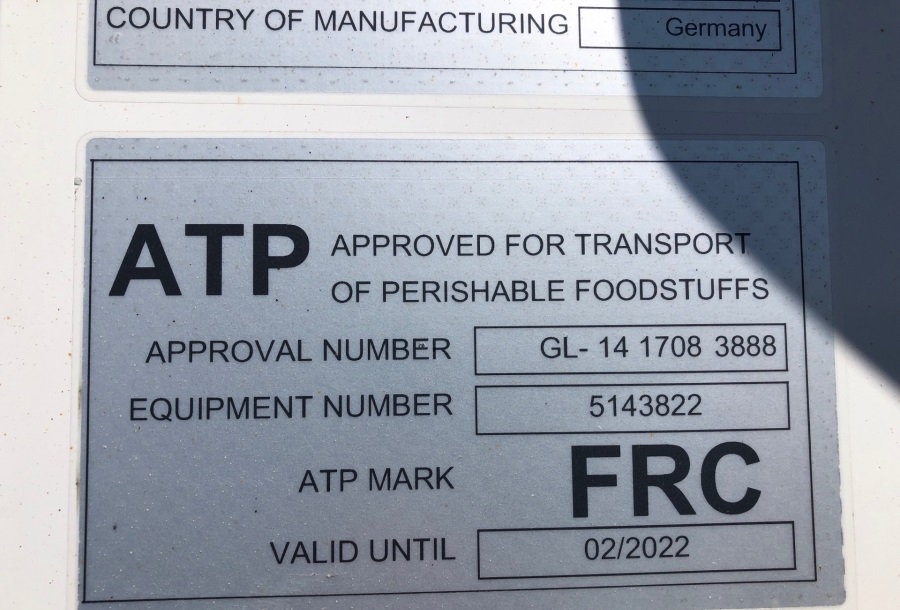 COUNTRY OF MANUFACTURING Germany
ATP APPROVED FOR TRANSPORT
OF PERISHABLE FOODSTUFFS
APPROVAL NUMBER GL- 14 1708 3888
EQUIPMENT NUMBER 5143822
ATP MARK FRC
VALID UNTIL 02/2022